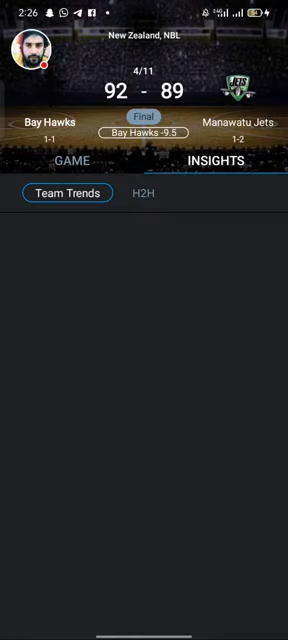 2:26
New Zealand, NBL
4/11
92 - 89
JETS
Final
Bay Hawks
Bay Hawks -9.5
Manawatu Jets
1-1
1-2
GAME
INSIGHTS
Team Trends
H2H